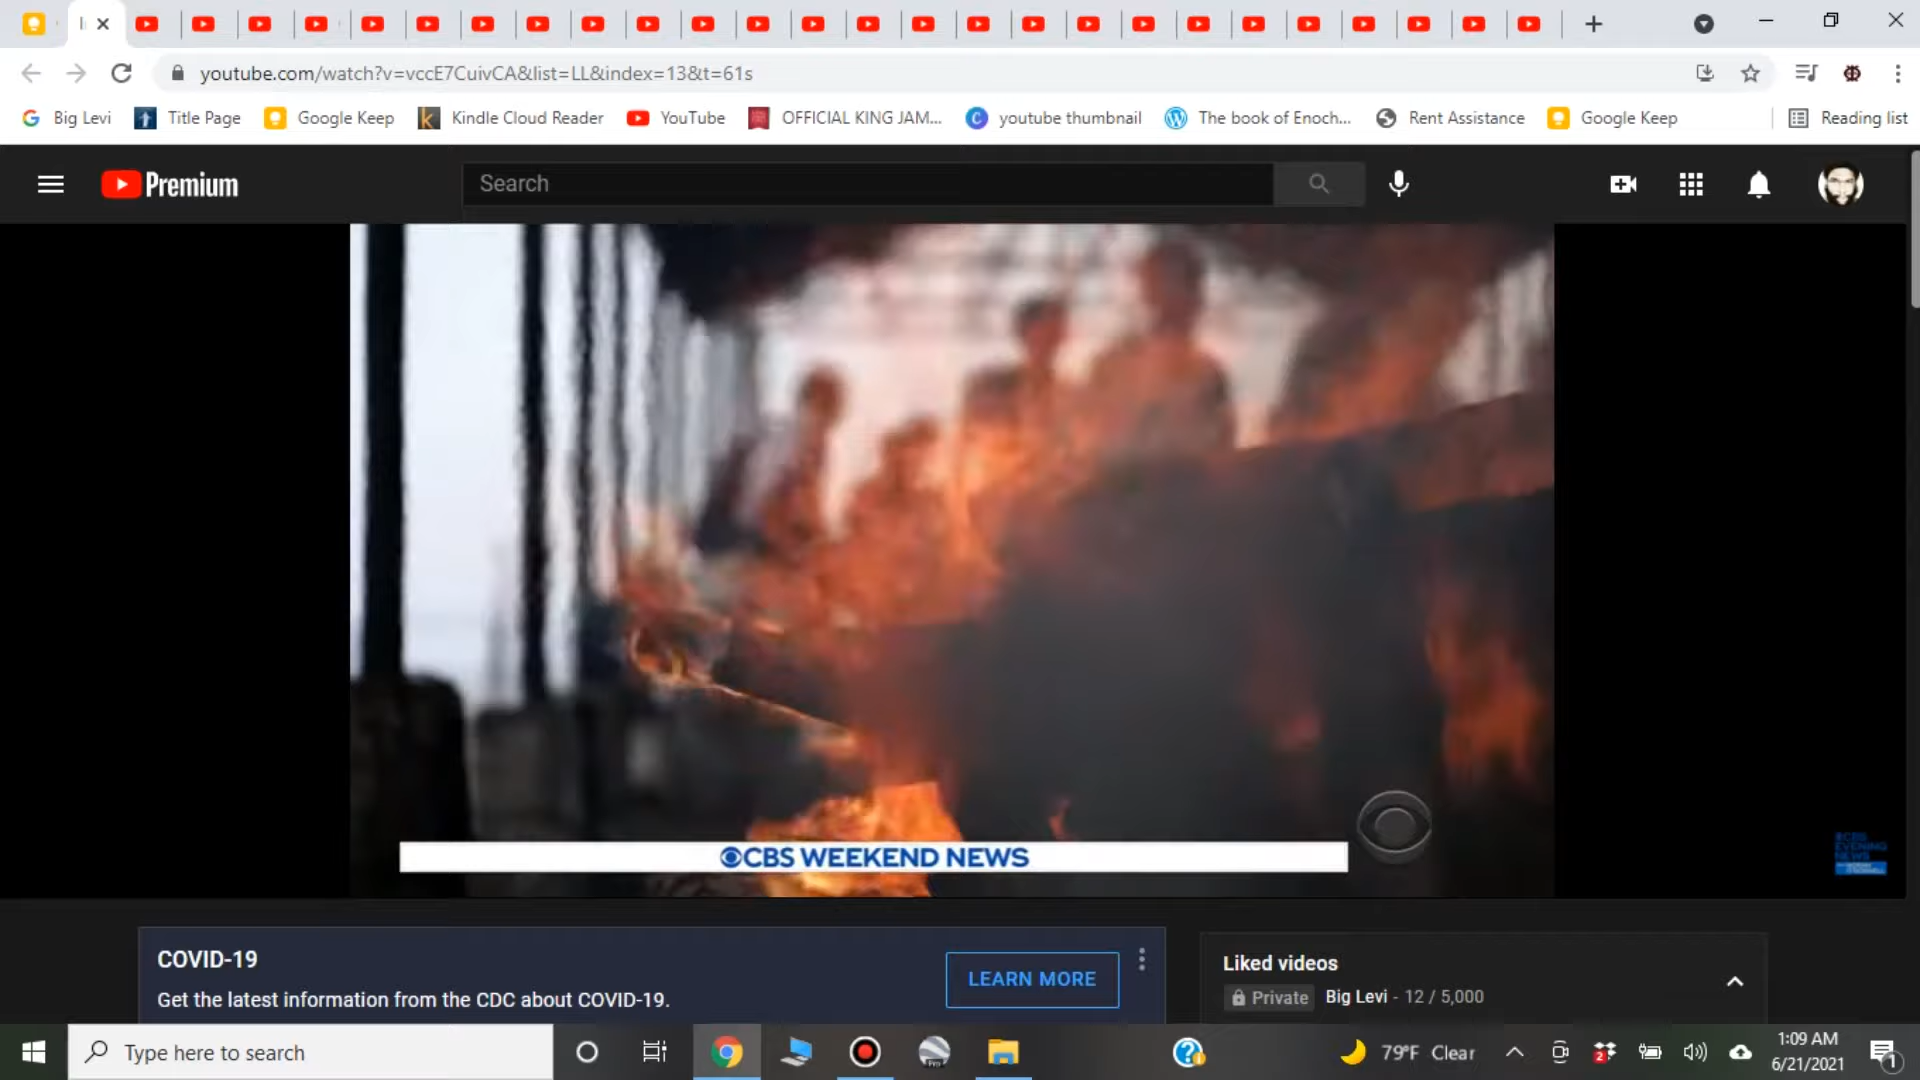 youtube.com/watch?v=vccE7CuivCA&list=LL&index=13&t=61s
Big Levi
Title Page
Google Keep
Kindle Cloud Reader
YouTube
OFFICIAL KING JAM...
youtube thumbnail
The book of Enoch...
Rent Assistance
Google Keep
Reading list
Premium
Search
CBS WEEKEND NEWS
CBS
EVENING
NEWS
COVID-19
Get the latest information from the CDC about COVID-19.
LEARN MORE
Liked videos
Private Big Levi - 12 / 5,000
Type here to search
79°F Clear
1:09 AM
6/21/2021